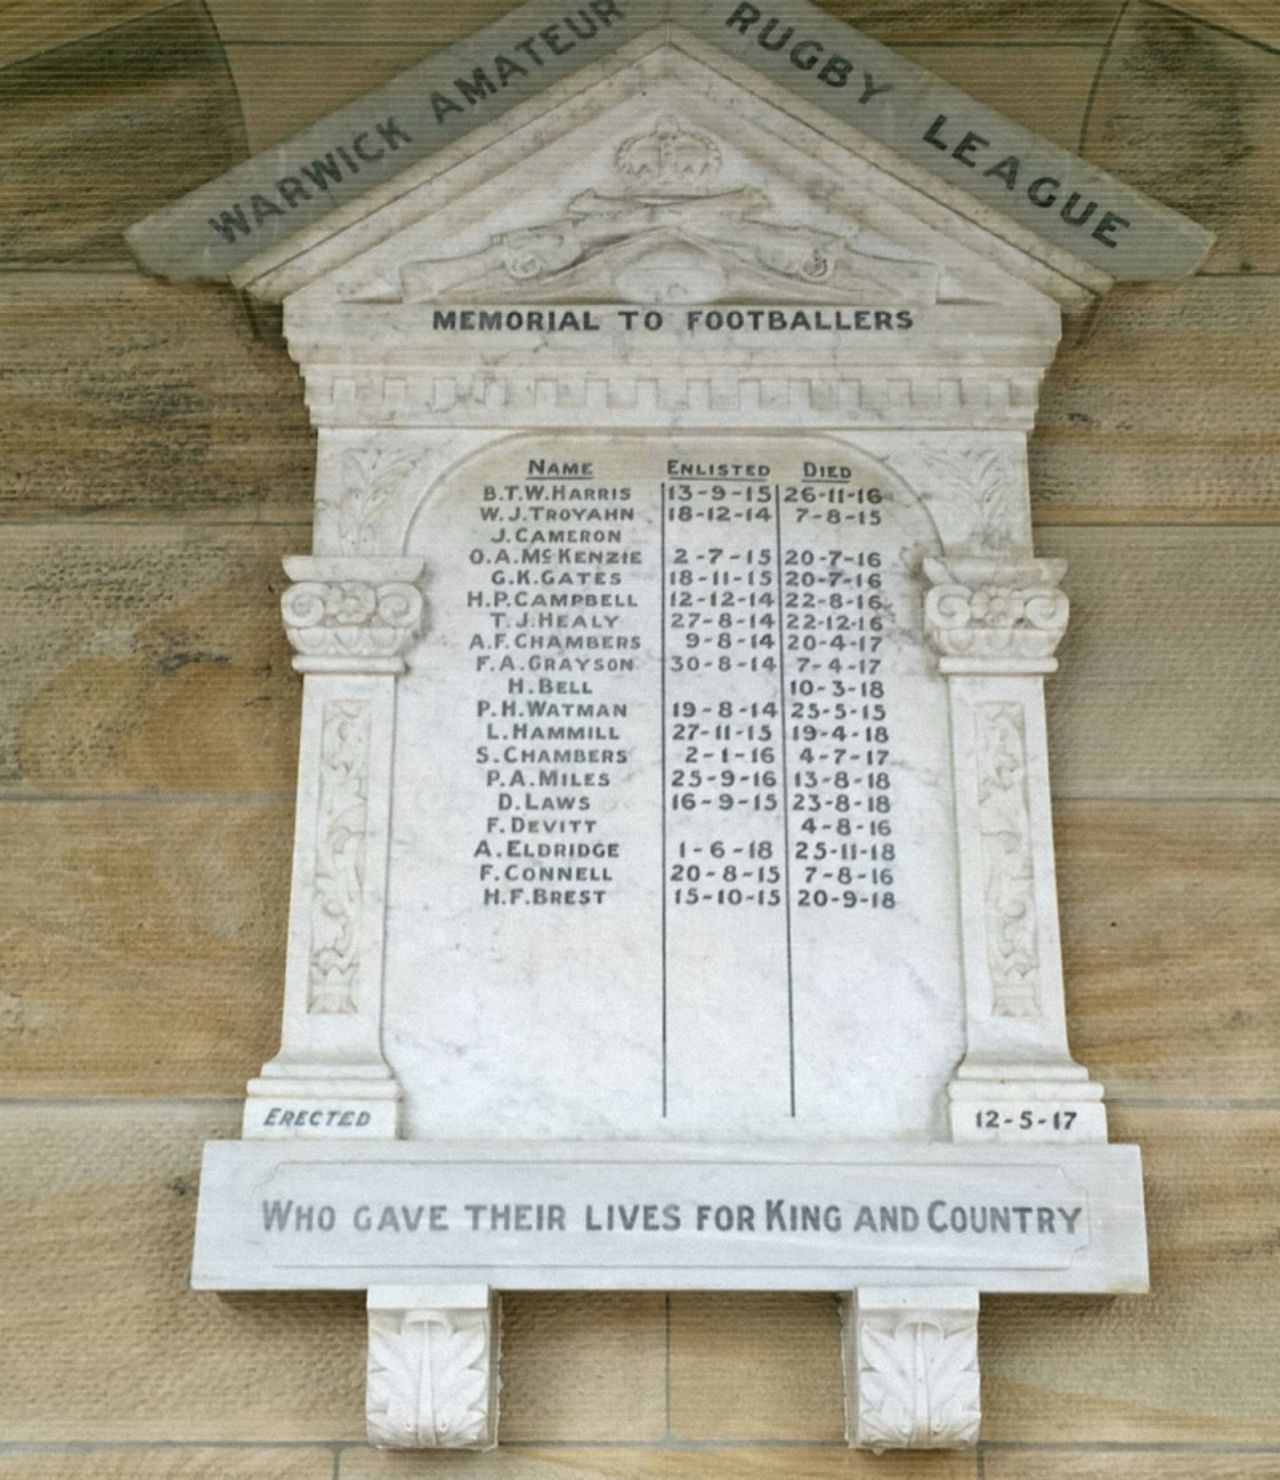 WARWICK AMATEUR RUGBY LEAGUE
MEMORIAL TO FOOTBALLERS
NAME ENLISTED DIED
B.T.W.HARRIS 13-9-15 26-11-16
W.J.TROYAHN 18-12-14 7-8-15
J.CAMERON
O.A.McKENZIE 2-7-15 20-7-16
G.K.GATES 18-11-15 20-7-16
H.P.CAMPBELL 12-12-14 22-8-16
T.J.HEALY 27-8-14 22-12-16
A.F.CHAMBERS 9-8-14 20-4-17
F.A.GRAYSON 30-8-14 7-4-17
H.BELL 10-3-18
P.H.WATMAN 19-8-14 25-5-15
L.HAMMILL 27-11-15 19-4-18
S.CHAMBERS 2-1-16 4-7-17
P.A.MILES 25-9-16 13-8-18
D.LAWS 16-9-15 23-8-18
F.DEVITT 4-8-16
A.ELDRIDGE 1-6-18 25-11-18
F.CONNELL 20-8-15 7-8-16
H.F.BREST 15-10-15 20-9-18
ERECTED 12-5-17
WHO GAVE THEIR LIVES FOR KING AND COUNTRY